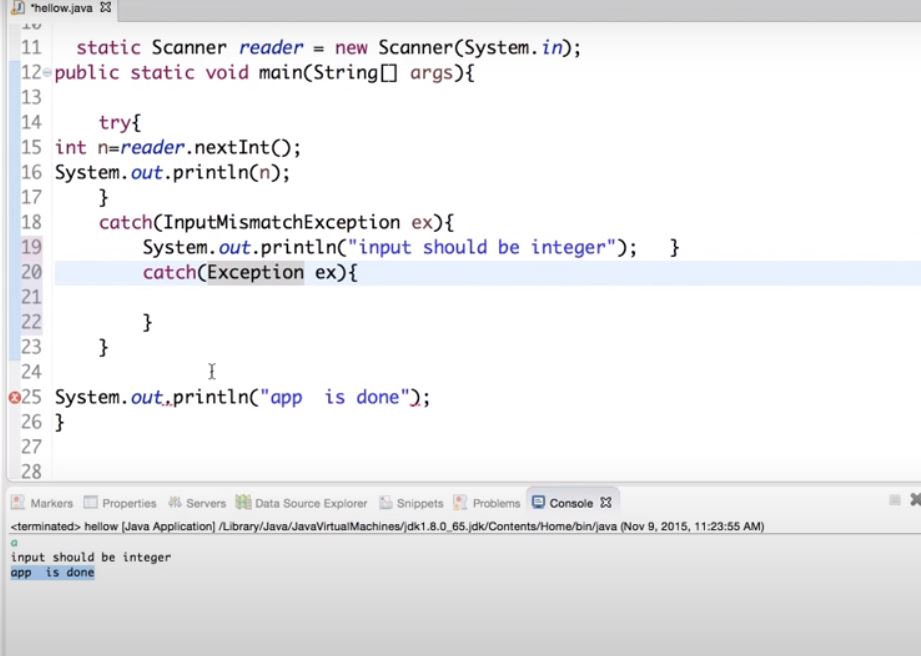 *hellow.java
10
11 static Scanner reader = new Scanner(System.in);
12 public static void main(String[] args){
13
14 try{
15 int n=reader.nextInt();
16 System.out.println(n);
17 }
18 catch(InputMismatchException ex){
19 System.out.println("input should be integer"); }
20 catch(Exception ex){
21
22 }
23 }
24
25 System.out.println("app  is done");
26 }
27
28
Markers Properties Servers Data Source Explorer Snippets Problems Console
<terminated> hellow [Java Application] /Library/Java/JavaVirtualMachines/jdk1.8.0_65.jdk/Contents/Home/bin/java (Nov 9, 2015, 11:23:55 AM)
a
input should be integer
app  is done